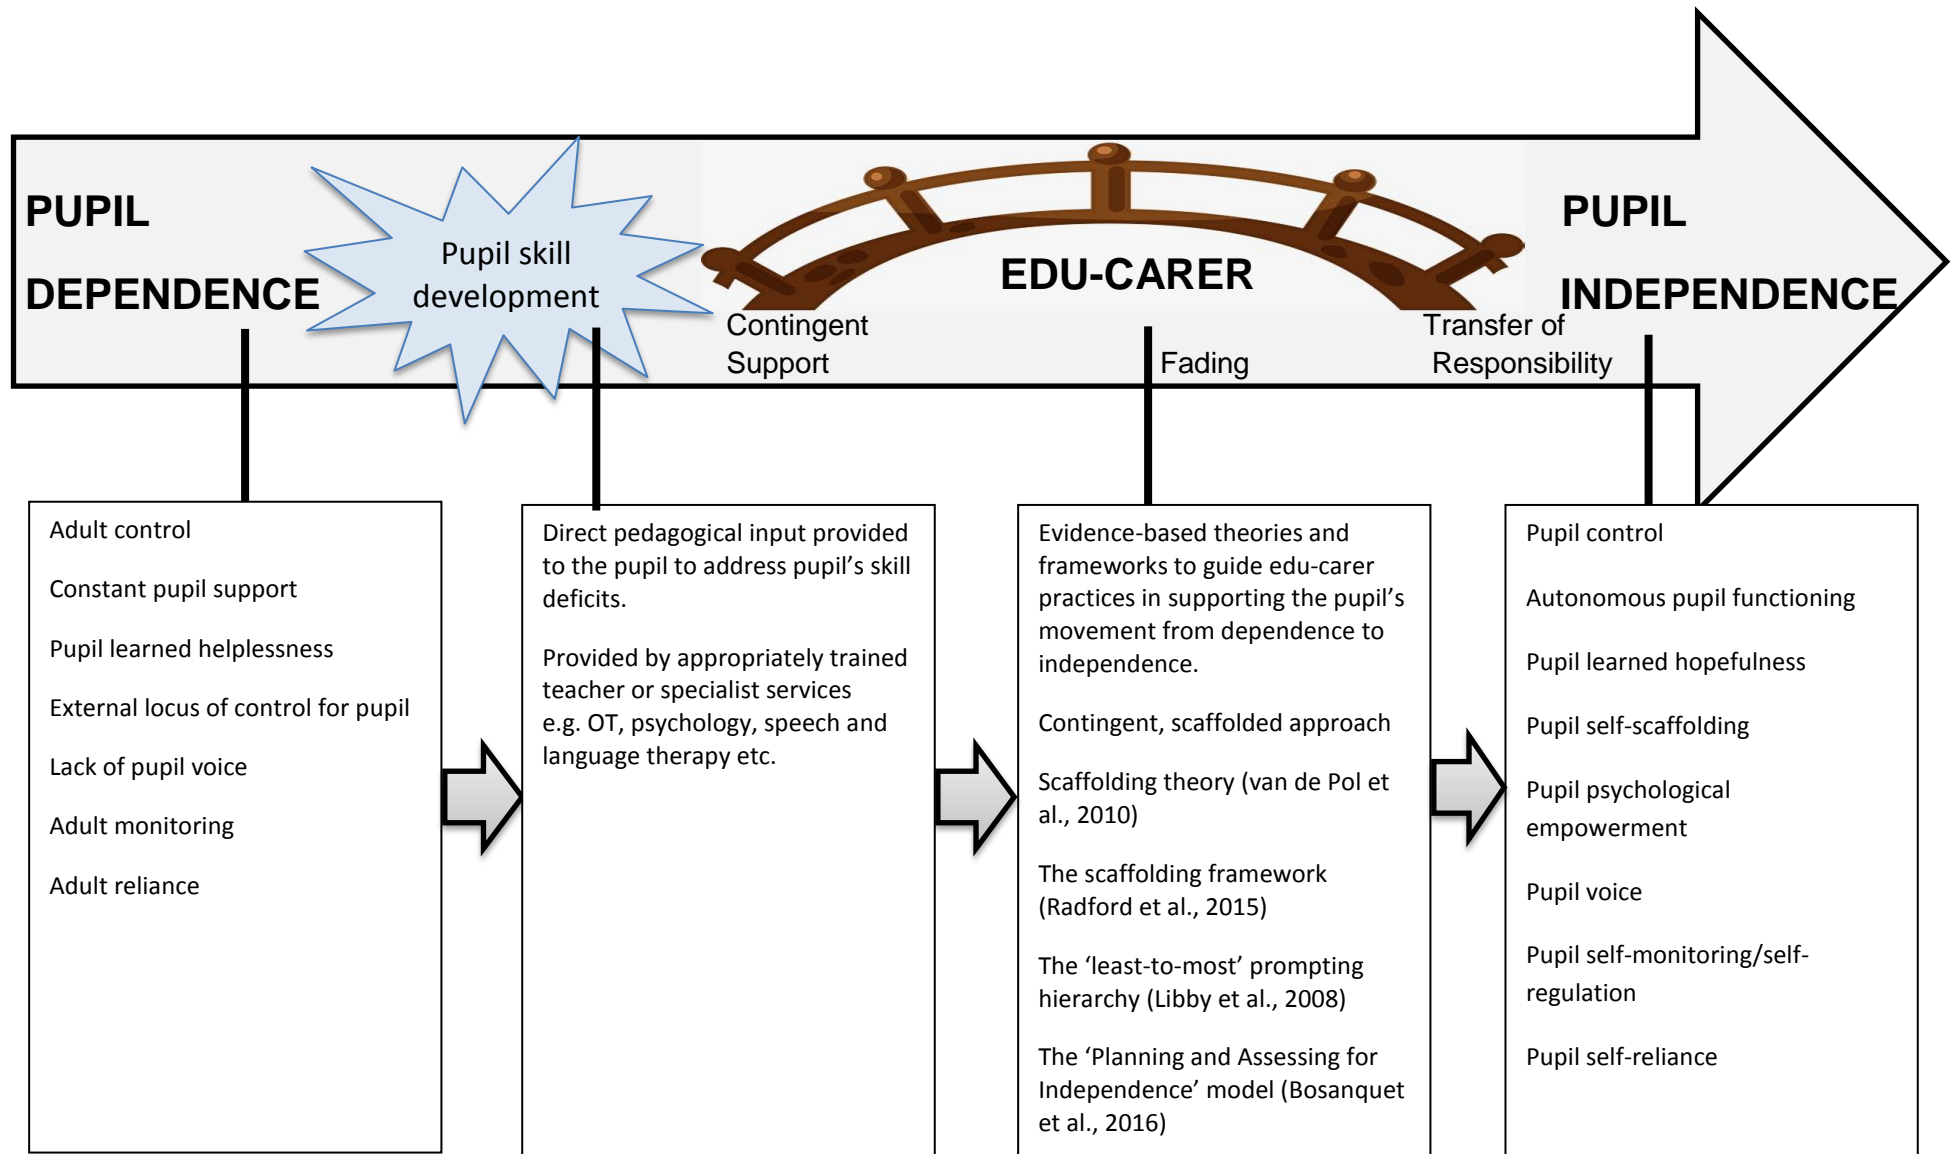 PUPIL
DEPENDENCE
Pupil skill
development
EDU-CARER
Contingent
Support
Fading
Transfer of
Responsibility
PUPIL
INDEPENDENCE
Adult control
Constant pupil support
Pupil learned helplessness
External locus of control for pupil
Lack of pupil voice
Adult monitoring
Adult reliance
Direct pedagogical input provided
to the pupil to address pupil’s skill
deficits.
Provided by appropriately trained
teacher or specialist services
e.g. OT, psychology, speech and
language therapy etc.
Evidence-based theories and
frameworks to guide edu-carer
practices in supporting the pupil’s
movement from dependence to
independence.
Contingent, scaffolded approach
Scaffolding theory (van de Pol et
al., 2010)
The scaffolding framework
(Radford et al., 2015)
The ‘least-to-most’ prompting
hierarchy (Libby et al., 2008)
The ‘Planning and Assessing for
Independence’ model (Bosanquet
et al., 2016)
Pupil control
Autonomous pupil functioning
Pupil learned hopefulness
Pupil self-scaffolding
Pupil psychological
empowerment
Pupil voice
Pupil self-monitoring/self-
regulation
Pupil self-reliance